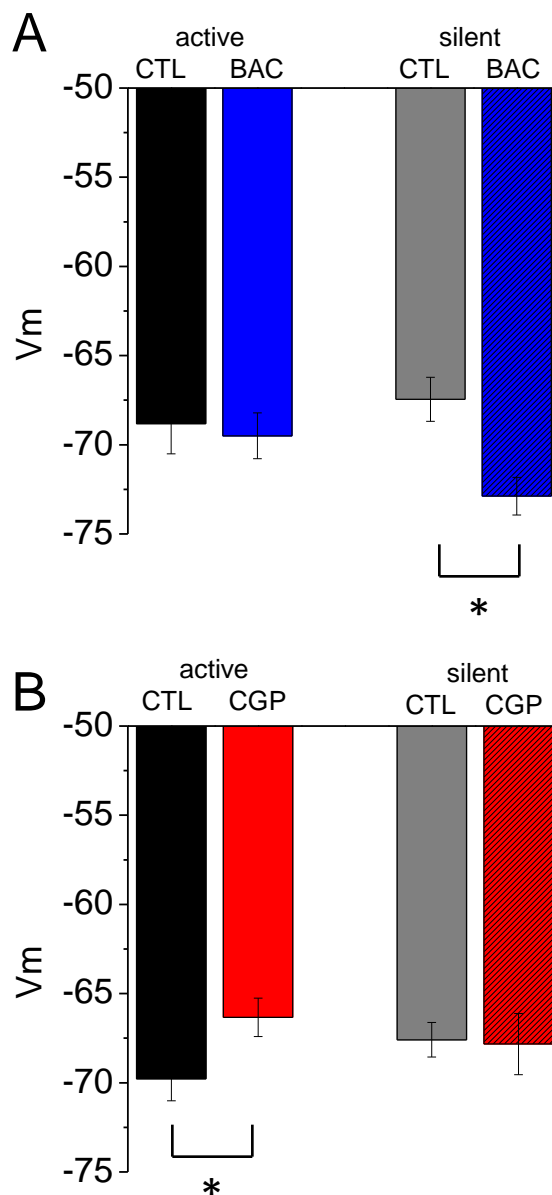 A
active silent
CTL BAC CTL BAC
-50
-55
-60
-65
-70
-75
Vm
*
B
active silent
CTL CGP CTL CGP
-50
-55
-60
-65
-70
-75
Vm
*